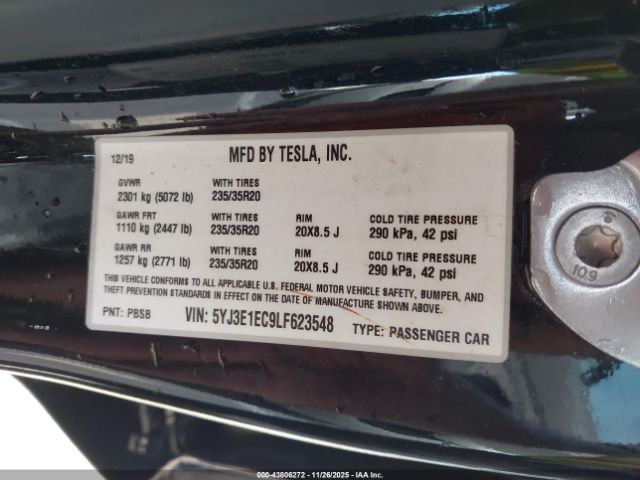 12/19 MFD BY TESLA, INC.
GVWR WITH TIRES
2301 kg (5072 lb) 235/35R20
GAWR FRT WITH TIRES RIM COLD TIRE PRESSURE
1110 kg (2447 lb) 235/35R20 20X8.5 J 290 kPa, 42 psi
GAWR RR WITH TIRES RIM COLD TIRE PRESSURE
1257 kg (2771 lb) 235/35R20 20X8.5 J 290 kPa, 42 psi
THIS VEHICLE CONFORMS TO ALL APPLICABLE U.S. FEDERAL MOTOR VEHICLE SAFETY, BUMPER, AND
THEFT PREVENTION STANDARDS IN EFFECT ON THE DATE OF MANUFACTURE SHOWN ABOVE.
PNT: PBSB VIN: 5YJ3E1EC9LF623548 TYPE: PASSENGER CAR
109
000-43806272 - 11/26/2025 - IAA Inc.